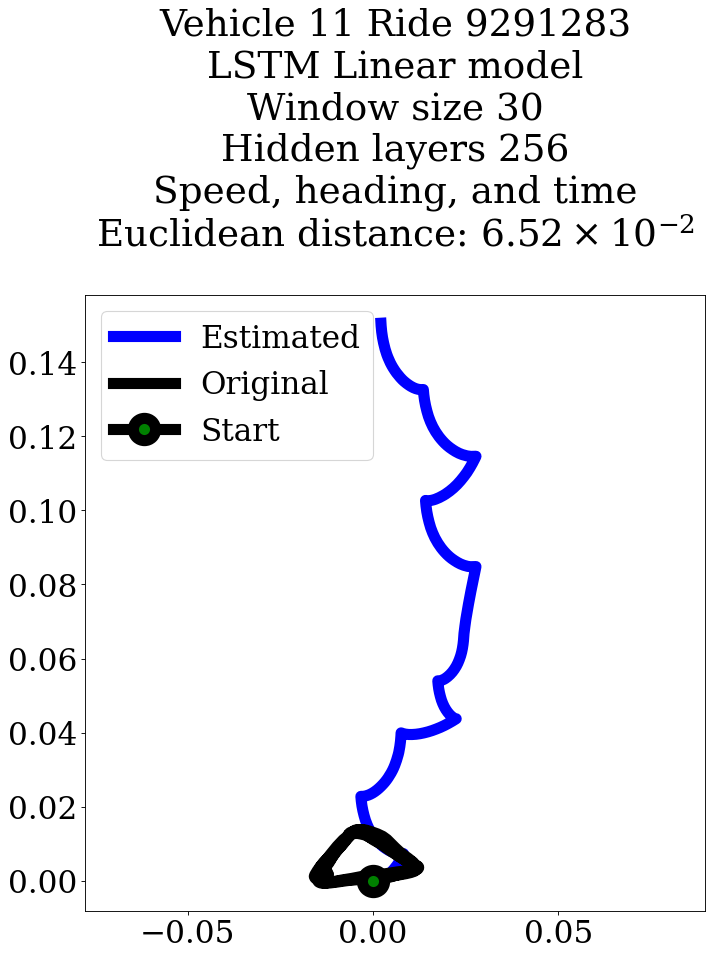 Vehicle 11 Ride 9291283
LSTM Linear model
Window size 30
Hidden layers 256
Speed, heading, and time
Euclidean distance: 6.52 × 10⁻²
Estimated
Original
Start
0.14
0.12
0.10
0.08
0.06
0.04
0.02
0.00
−0.05
0.00
0.05